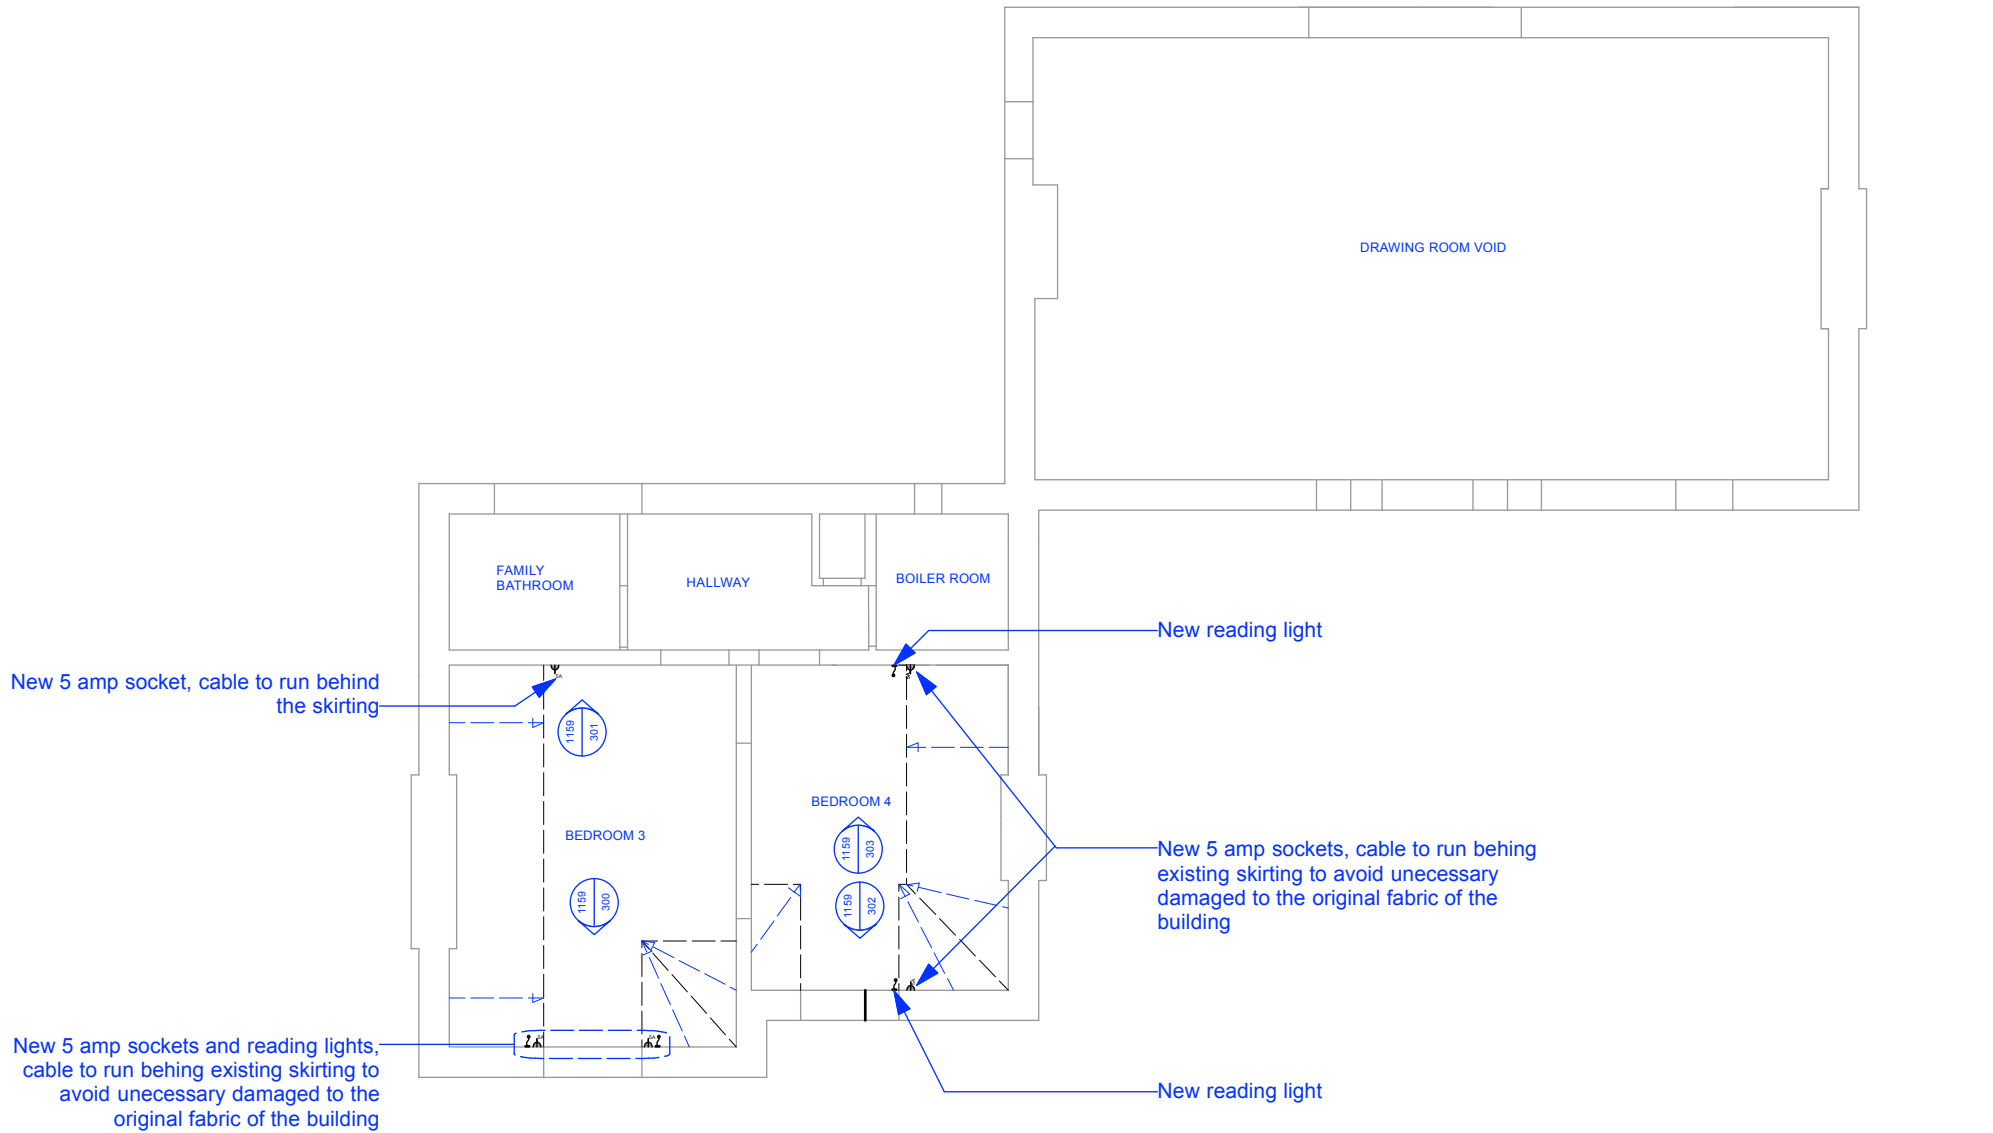 DRAWING ROOM VOID
FAMILY
BATHROOM
HALLWAY
BOILER ROOM
New reading light
New 5 amp socket, cable to run behind
the skirting
5A
5A
1159
301
BEDROOM 4
BEDROOM 3
1159
303
New 5 amp sockets, cable to run behing
existing skirting to avoid unecessary
damaged to the original fabric of the
building
1159
300
1159
302
5A
5A
New 5 amp sockets and reading lights,
cable to run behing existing skirting to
avoid unecessary damaged to the
original fabric of the building
New reading light